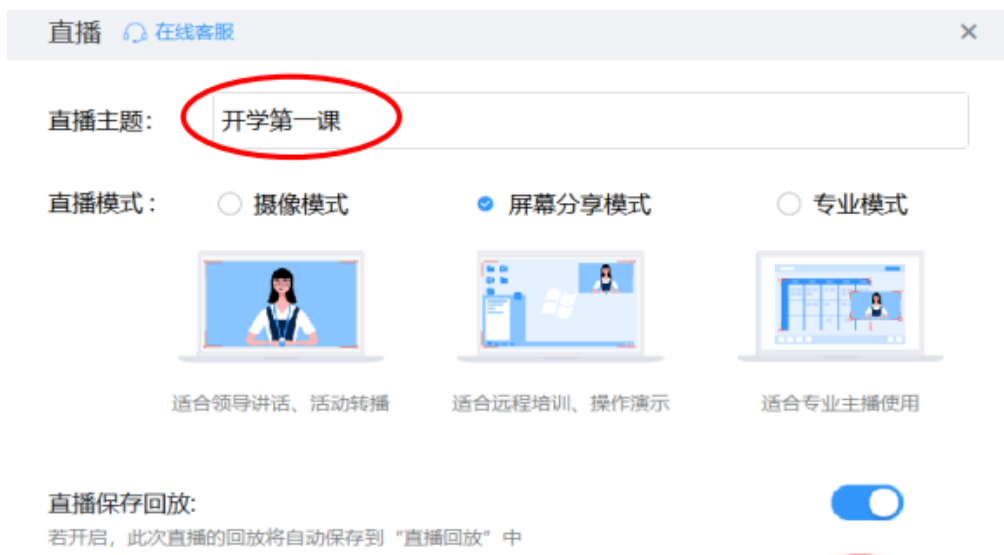 直播 在线客服
直播主题： 开学第一课
直播模式： 摄像模式 屏幕分享模式 专业模式
适合领导讲话、活动转播 适合远程培训、操作演示 适合专业主播使用
直播保存回放:
若开启，此次直播的回放将自动保存到“直播回放”中